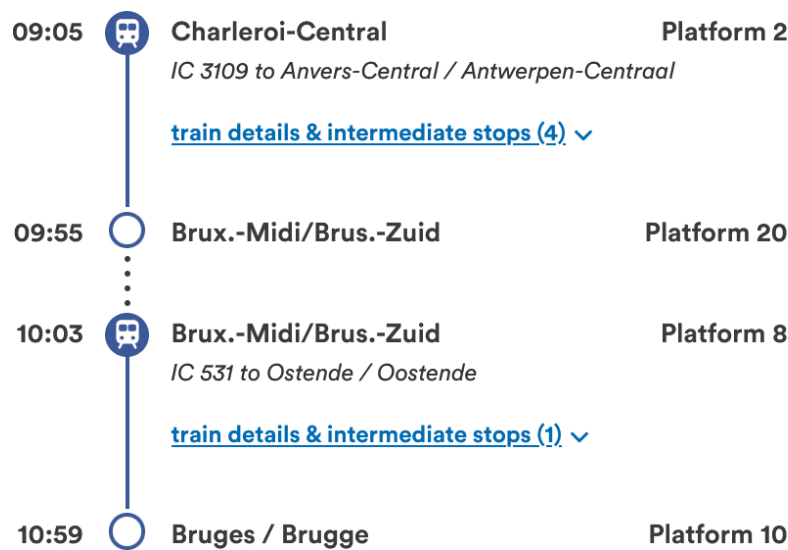 09:05 Charleroi-Central Platform 2
IC 3109 to Anvers-Central / Antwerpen-Centraal
train details & intermediate stops (4)
09:55 Brux.-Midi/Brus.-Zuid Platform 20
10:03 Brux.-Midi/Brus.-Zuid Platform 8
IC 531 to Ostende / Oostende
train details & intermediate stops (1)
10:59 Bruges / Brugge Platform 10